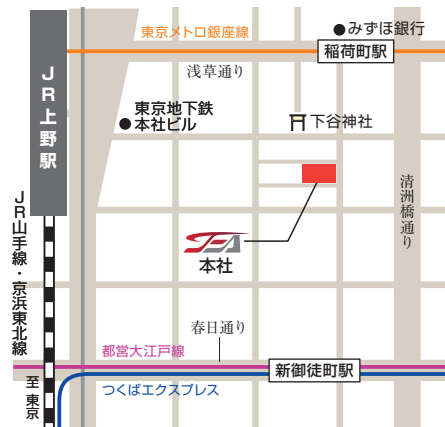 東京メトロ銀座線
みずほ銀行
稲荷町駅
浅草通り
JR上野駅
東京地下鉄
本社ビル
下谷神社
清洲橋通り
SEA
本社
JR山手線・京浜東北線
春日通り
都営大江戸線
新御徒町駅
至 東京
つくばエクスプレス